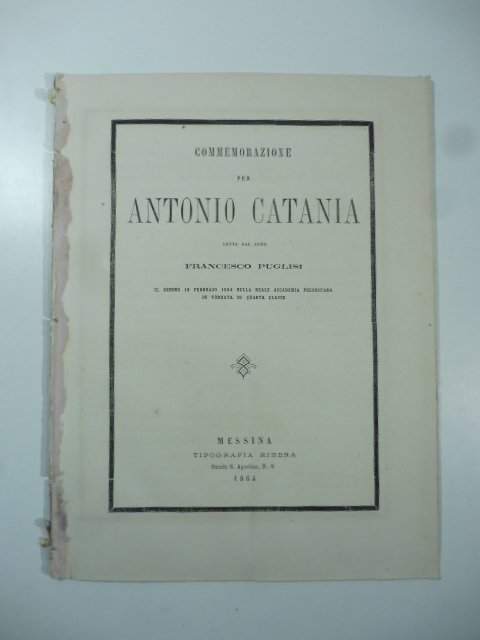 COMMEMORAZIONE
PER
ANTONIO CATANIA
LETTA DAL SOCIO
FRANCESCO PUGLISI
IL GIORNO 18 FEBBRAJO 1864 NELLA REALE ACCADEMIA PELORITANA
IN TORNATA DI QUARTA CLASSE
MESSINA
TIPOGRAFIA RIBERA
Strada S. Agostino, N. 9
1864